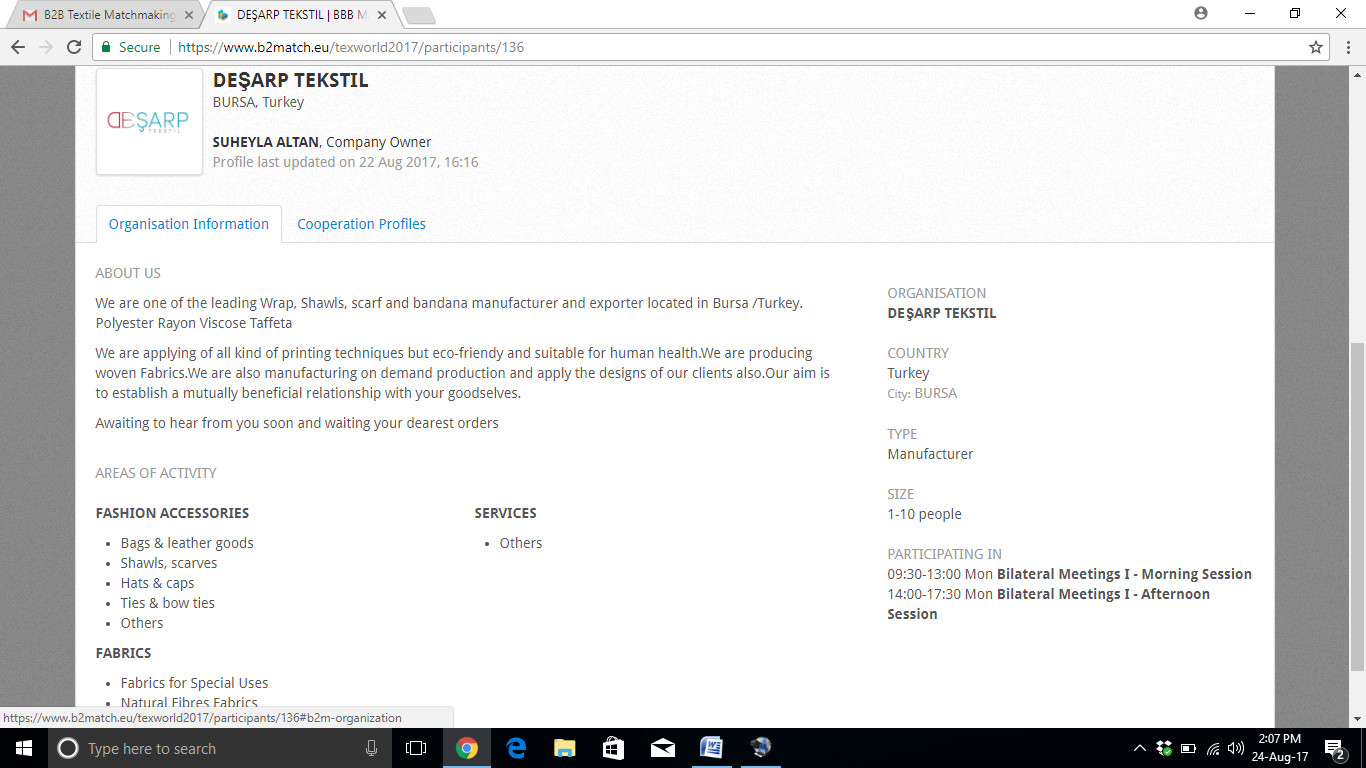 B2B Textile Matchmaking
DEŞARP TEKSTIL | BBB M
Secure
https://www.b2match.eu/texworld2017/participants/136
DEŞARP
TEKSTIL
DEŞARP TEKSTIL
BURSA, Turkey
SUHEYLA ALTAN, Company Owner
Profile last updated on 22 Aug 2017, 16:16
Organisation Information
Cooperation Profiles
ABOUT US
We are one of the leading Wrap, Shawls, scarf and bandana manufacturer and exporter located in Bursa /Turkey.
Polyester Rayon Viscose Taffeta
We are applying of all kind of printing techniques but eco-friendly and suitable for human health.We are producing
woven Fabrics.We are also manufacturing on demand production and apply the designs of our clients also.Our aim is
to establish a mutually beneficial relationship with your goodselves.
Awaiting to hear from you soon and waiting your dearest orders
AREAS OF ACTIVITY
FASHION ACCESSORIES
Bags & leather goods
Shawls, scarves
Hats & caps
Ties & bow ties
Others
FABRICS
Fabrics for Special Uses
Natural Fibres Fabrics
SERVICES
Others
ORGANISATION
DEŞARP TEKSTIL
COUNTRY
Turkey
City: BURSA
TYPE
Manufacturer
SIZE
1-10 people
PARTICIPATING IN
09:30-13:00 Mon Bilateral Meetings I - Morning Session
14:00-17:30 Mon Bilateral Meetings I - Afternoon
Session
https://www.b2match.eu/texworld2017/participants/136#b2m-organization
Type here to search
2:07 PM
24-Aug-17
2